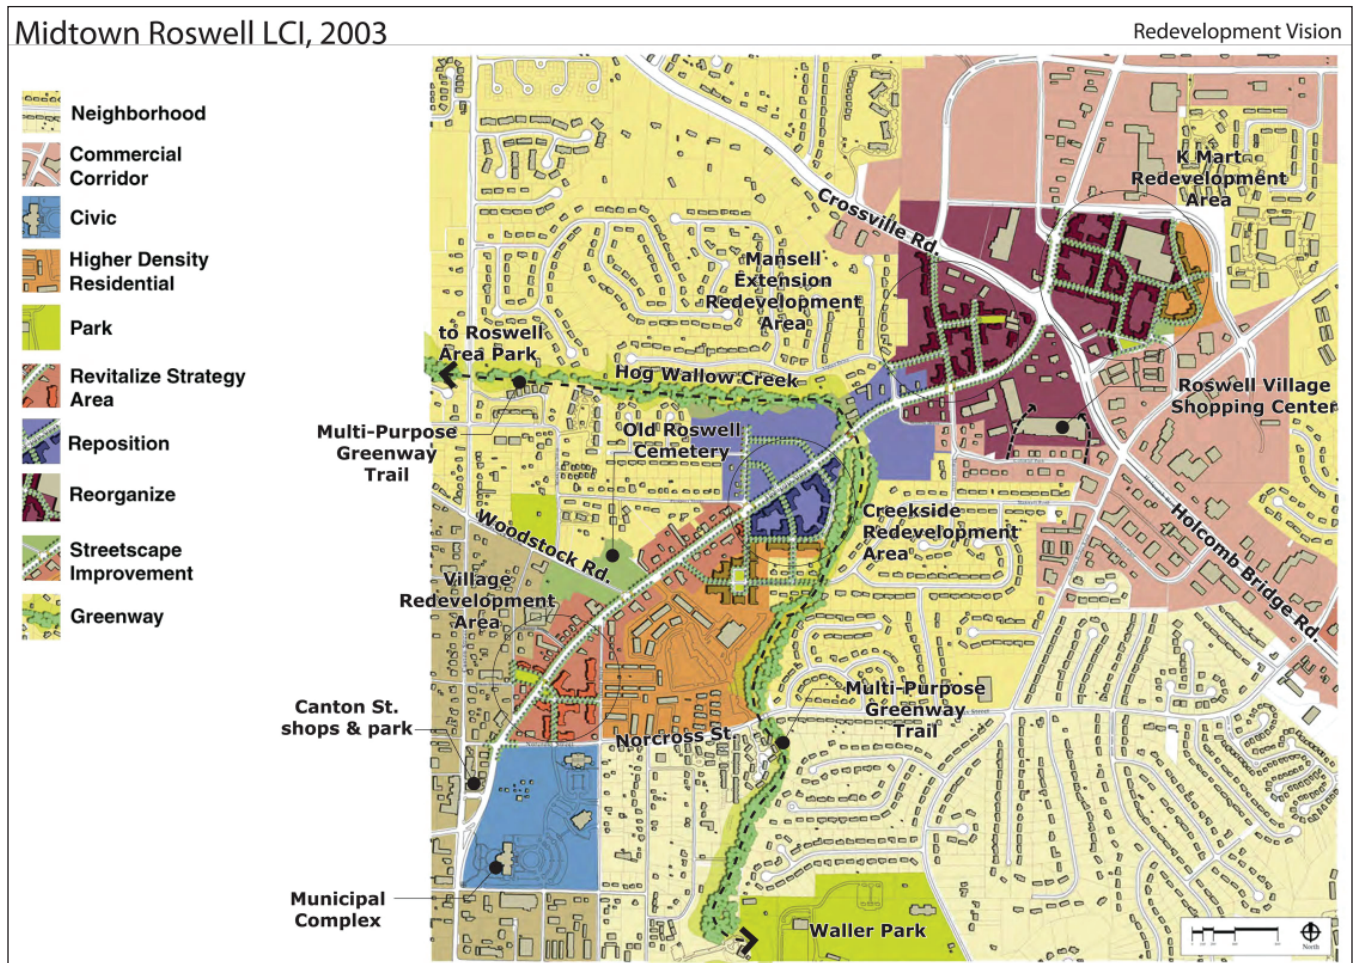 Midtown Roswell LCI, 2003
Redevelopment Vision
Neighborhood
Commercial
Corridor
Civic
Higher Density
Residential
Park
Revitalize Strategy
Area
Reposition
Reorganize
Streetscape
Improvement
Greenway
K Mart
Redevelopment
Area
Crossville Rd.
Mansell
Extension
Redevelopment
Area
to Roswell
Area Park
Hog Wallow Creek
Roswell Village
Shopping Center
Multi-Purpose
Greenway
Trail
Old Roswell
Cemetery
Woodstock Rd.
Creekside
Redevelopment
Area
Holcomb Bridge Rd.
Village
Redevelopment
Area
Canton St.
shops & park
Norcross St.
Multi-Purpose
Greenway
Trail
Municipal
Complex
Waller Park
North